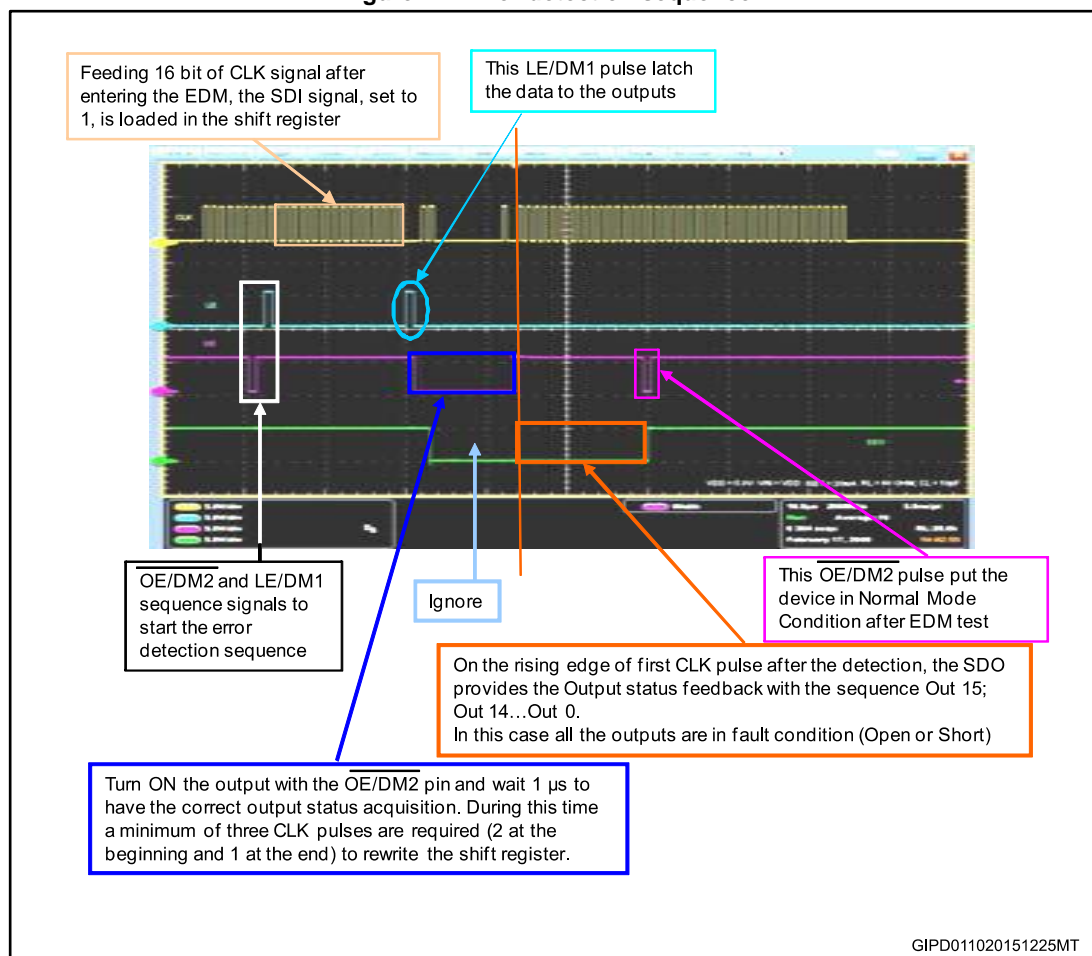 Feeding 16 bit of CLK signal after
entering the EDM, the SDI signal, set to
1, is loaded in the shift register
This LE/DM1 pulse latch
the data to the outputs
CLK
OE/DM2 and LE/DM1
sequence signals to
start the error
detection sequence
Ignore
This OE/DM2 pulse put the
device in Normal Mode
Condition after EDM test
On the rising edge of first CLK pulse after the detection, the SDO
provides the Output status feedback with the sequence Out 15;
Out 14…Out 0.
In this case all the outputs are in fault condition (Open or Short)
Turn ON the output with the OE/DM2 pin and wait 1 µs to
have the correct output status acquisition. During this time
a minimum of three CLK pulses are required (2 at the
beginning and 1 at the end) to rewrite the shift register.
GIPD011020151225MT